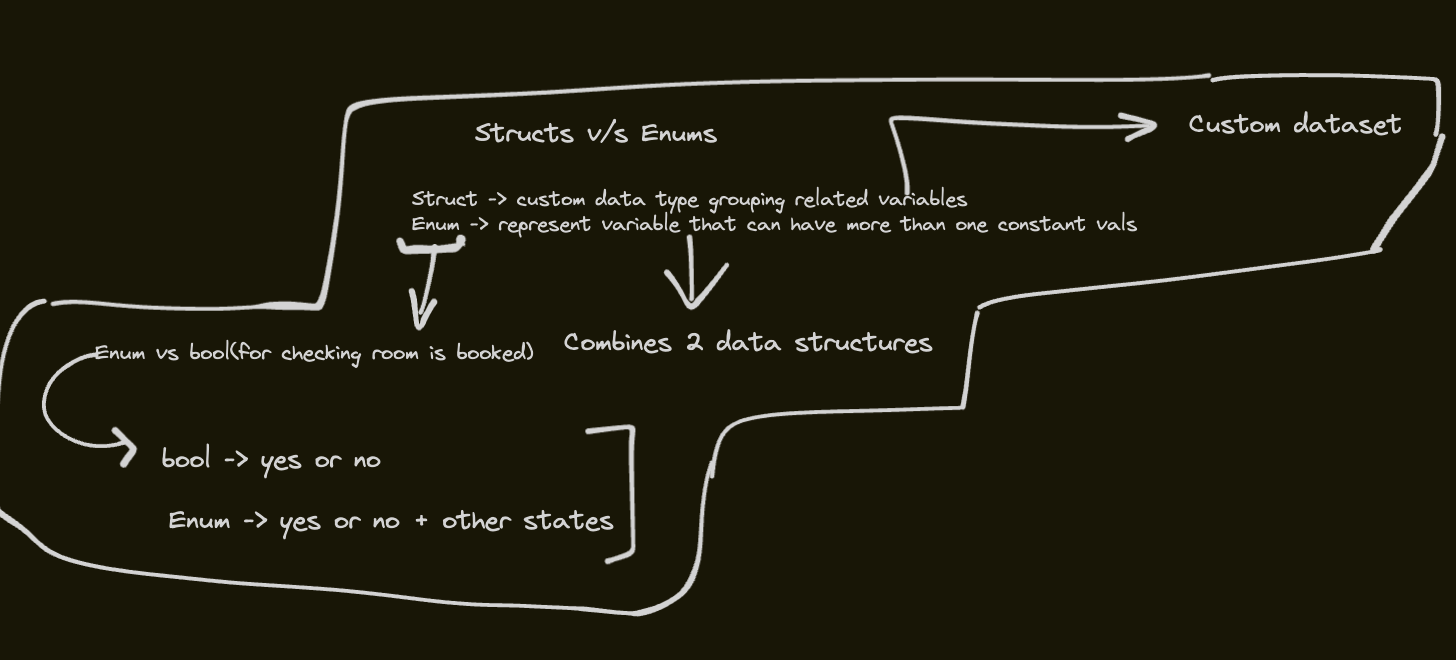 Structs v/s Enums
Custom dataset
Struct -> custom data type grouping related variables
Enum -> represent variable that can have more than one constant vals
Enum vs bool(for checking room is booked)
Combines 2 data structures
bool -> yes or no
Enum -> yes or no + other states